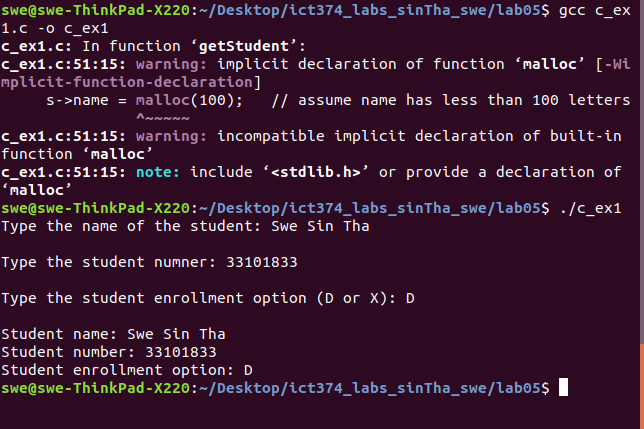 swe@swe-ThinkPad-X220:~/Desktop/ict374_labs_sinTha_swe/lab05$ gcc c_ex
1.c -o c_ex1
c_ex1.c: In function ‘getStudent’:
c_ex1.c:51:15: warning: implicit declaration of function ‘malloc’ [-Wi
mplicit-function-declaration]
     s->name = malloc(100);   // assume name has less than 100 letters
               ^~~~~~
c_ex1.c:51:15: warning: incompatible implicit declaration of built-in
function ‘malloc’
c_ex1.c:51:15: note: include ‘<stdlib.h>’ or provide a declaration of
‘malloc’
swe@swe-ThinkPad-X220:~/Desktop/ict374_labs_sinTha_swe/lab05$ ./c_ex1
Type the name of the student: Swe Sin Tha
Type the student numner: 33101833
Type the student enrollment option (D or X): D
Student name: Swe Sin Tha
Student number: 33101833
Student enrollment option: D
swe@swe-ThinkPad-X220:~/Desktop/ict374_labs_sinTha_swe/lab05$